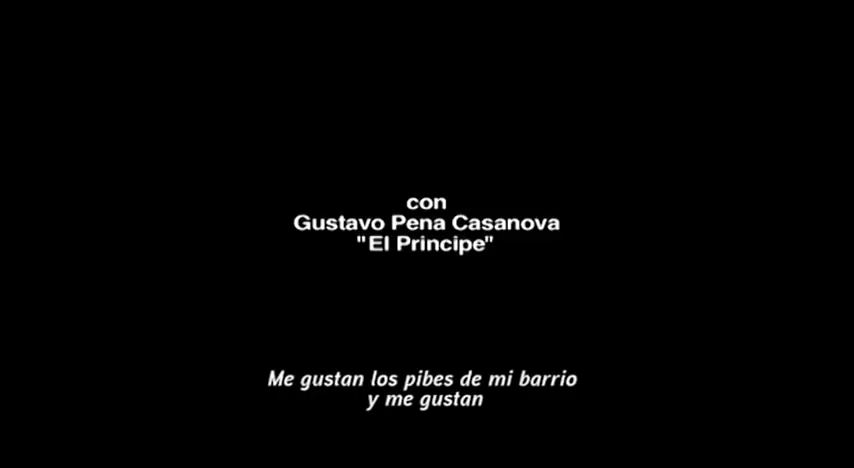 con
Gustavo Pena Casanova
"El Principe"
Me gustan los pibes de mi barrio
y me gustan